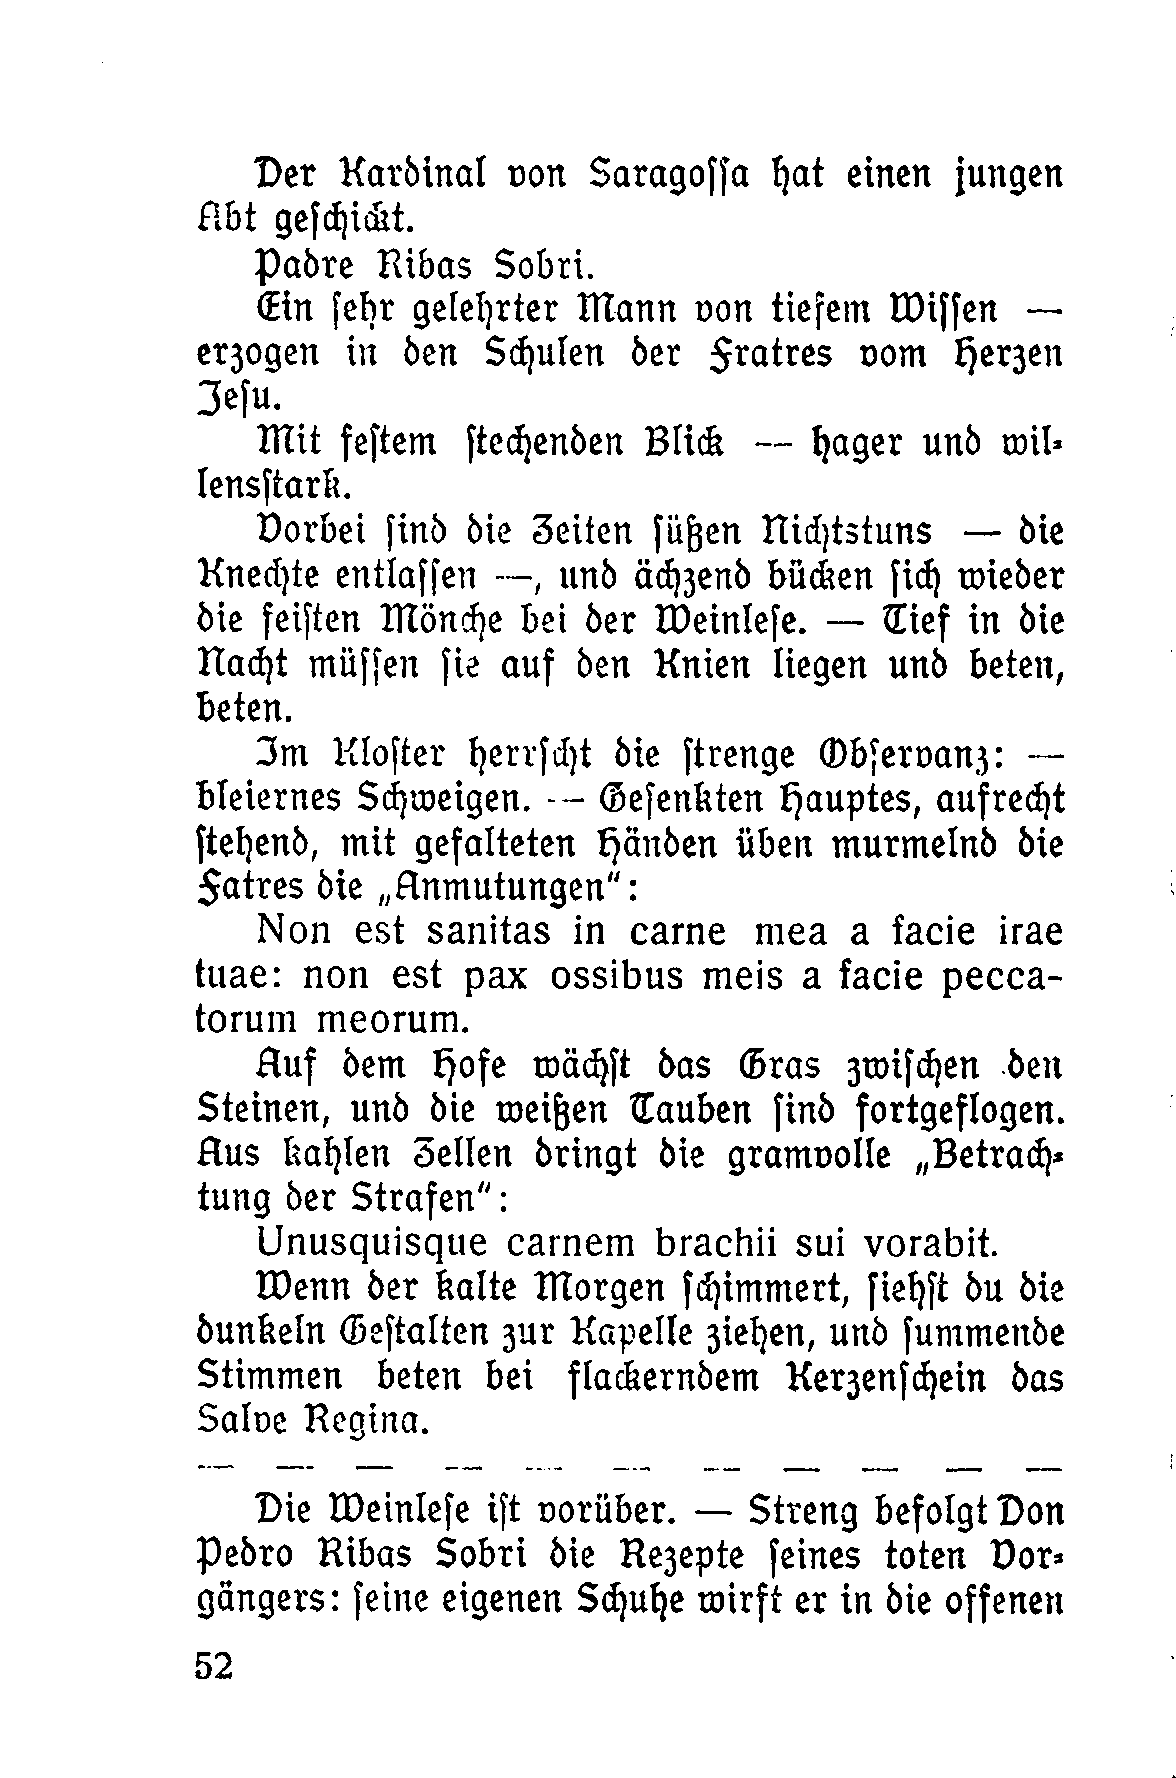 Der Kardinal von Saragoſſa hat einen jungen
Abt geſchickt.
Padre Ribas Sobri.
Ein ſehr gelehrter Mann von tiefem Wiſſen —
erzogen in den Schulen der Fratres vom Herzen
Jeſu.
Mit feſtem ſtechenden Blick — hager und wil-
lensſtark.
Vorbei ſind die Zeiten ſüßen Nichtstuns — die
Knechte entlaſſen —, und ächzend bücken ſich wieder
die feiſten Mönche bei der Weinleſe. — Tief in die
Nacht müſſen ſie auf den Knien liegen und beten,
beten.
Im Kloſter herrſcht die ſtrenge Obſervanz: —
bleiernes Schweigen. — Geſenkten Hauptes, aufrecht
ſtehend, mit gefalteten Händen üben murmelnd die
Fatres die „Anmutungen“:
Non est sanitas in carne mea a facie irae
tuae: non est pax ossibus meis a facie pecca-
torum meorum.
Auf dem Hofe wächſt das Gras zwiſchen den
Steinen, und die weißen Tauben ſind fortgeflogen.
Aus kahlen Zellen dringt die gramvolle „Betrach-
tung der Strafen“:
Unusquisque carnem brachii sui vorabit.
Wenn der kalte Morgen ſchimmert, ſiehſt du die
dunkeln Geſtalten zur Kapelle ziehen, und ſummende
Stimmen beten bei flackerndem Kerzenſchein das
Salve Regina.
— — — — — — — — — — —
Die Weinleſe iſt vorüber. — Streng befolgt Don
Pedro Ribas Sobri die Rezepte ſeines toten Vor-
gängers: ſeine eigenen Schuhe wirft er in die offenen
52